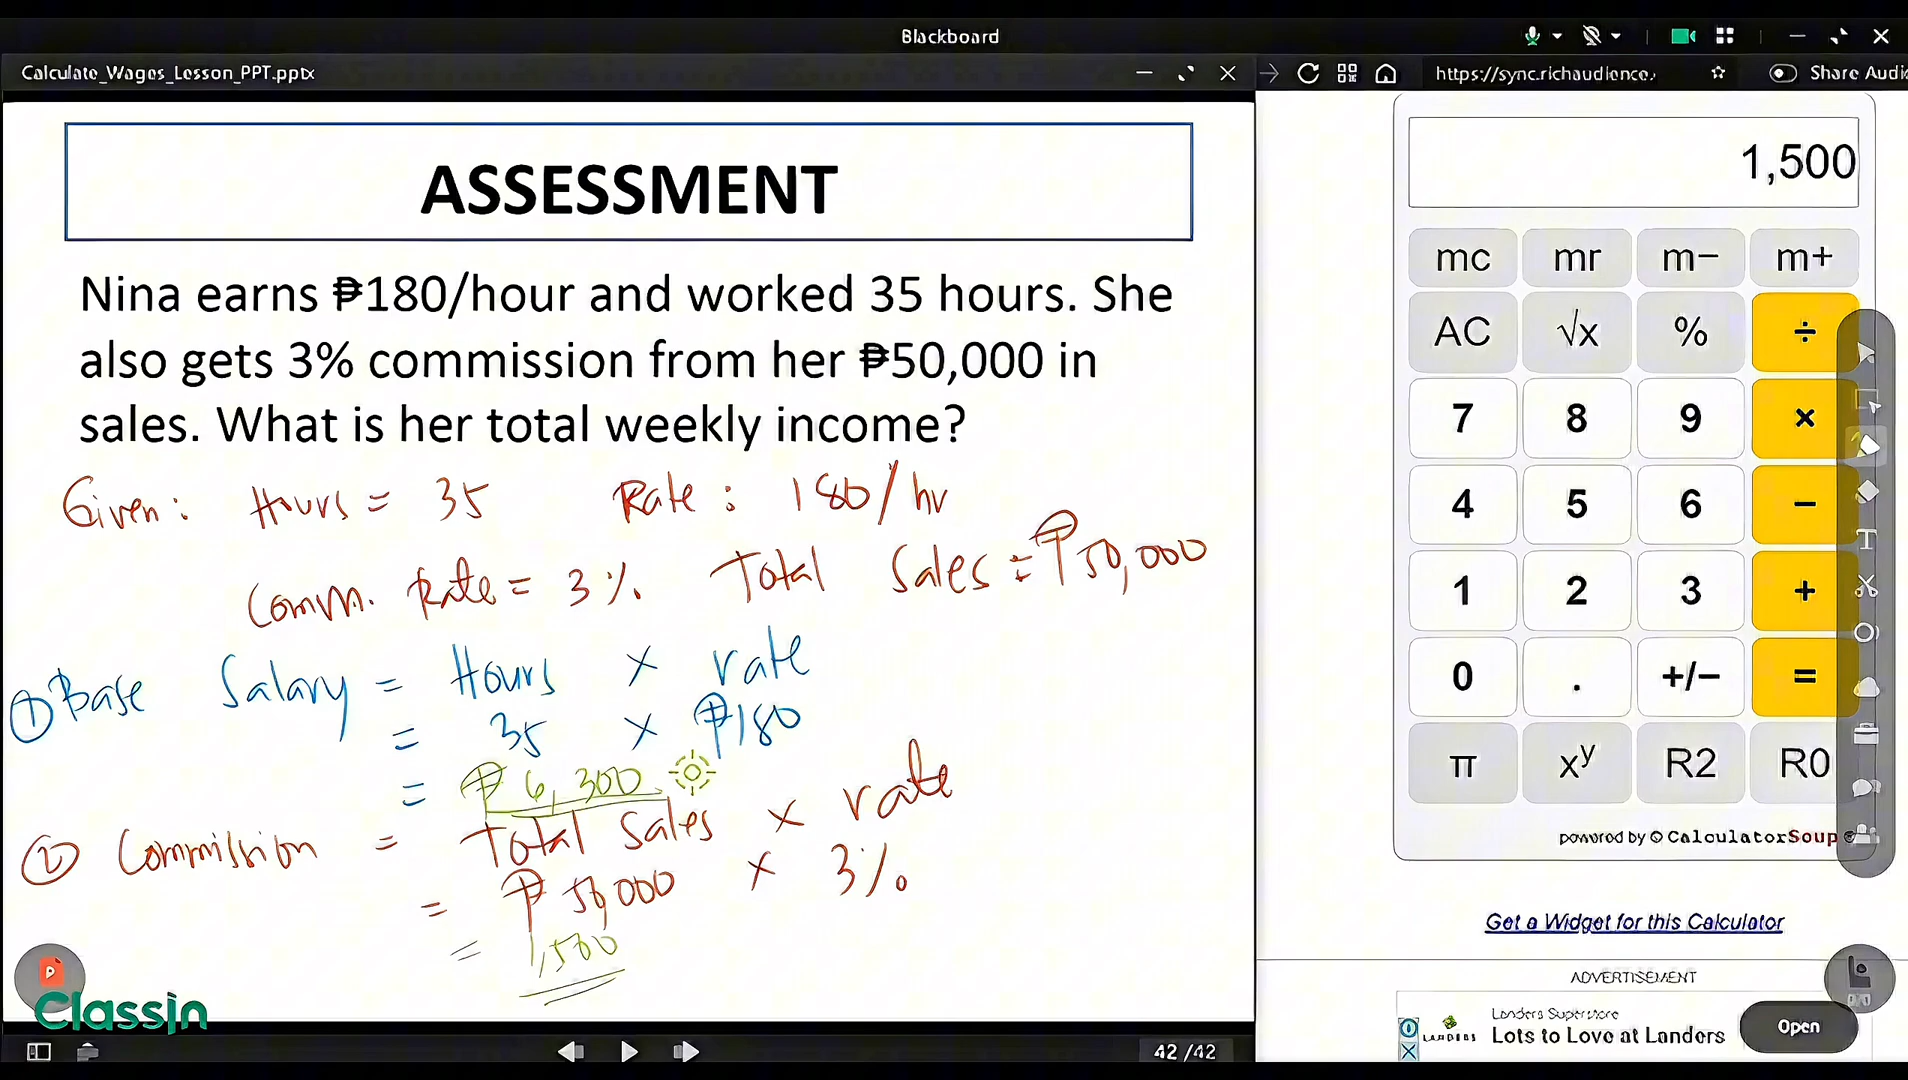 Blackboard
Calculate_Wages_Lesson_PPT.pptx
https://sync.richaudience.
Share Audi
ASSESSMENT
Nina earns ₱180/hour and worked 35 hours. She
also gets 3% commission from her ₱50,000 in
sales. What is her total weekly income?
Given: Hours = 35 Rate: 180/hr
Comm. Rate = 3% Total Sales = ₱50,000
① Base Salary = Hours x rate
= 35 x ₱180
= ₱6,300
② Commission = Total Sales x rate
= ₱50,000 x 3%
= 1,500
ClassIn
42 /42
1,500
mc mr m− m+
AC √x % ÷
7 8 9 ×
4 5 6 −
1 2 3 +
0 . +/− =
π xʸ R2 R0
powered by © CalculatorSoup ®
Get a Widget for this Calculator
ADVERTISEMENT
LANDERS
Landers Superstore
Lots to Love at Landers
Open
0/0